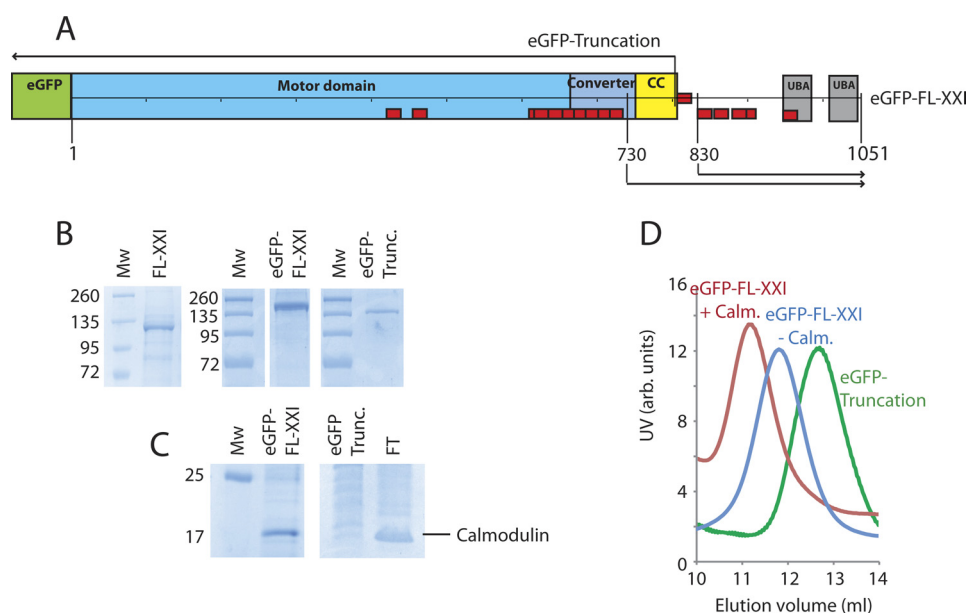 A
eGFP-Truncation
eGFP
Motor domain
Converter
CC
UBA
UBA
eGFP-FL-XXI
1
730
830
1051
B
Mw
FL-XXI
260
135
95
72
Mw
eGFP-
FL-XXI
260
135
95
72
Mw
eGFP-
Trunc.
C
Mw
eGFP-
FL-XXI
25
17
eGFP
Trunc.
FT
Calmodulin
D
eGFP-FL-XXI
+ Calm.
eGFP-FL-XXI
- Calm.
eGFP-
Truncation
UV (arb. units)
16
12
8
4
0
10 11 12 13 14
Elution volume (ml)